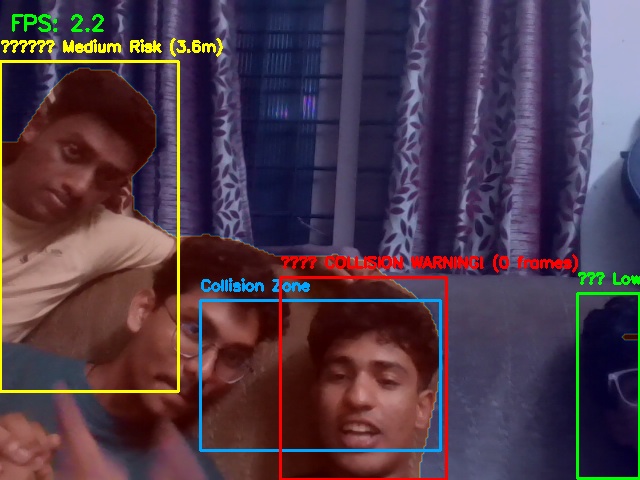 FPS: 2.2
?????? Medium Risk (3.6m)
???? COLLISION WARNING! (0 frames)
??? Low
Collision Zone